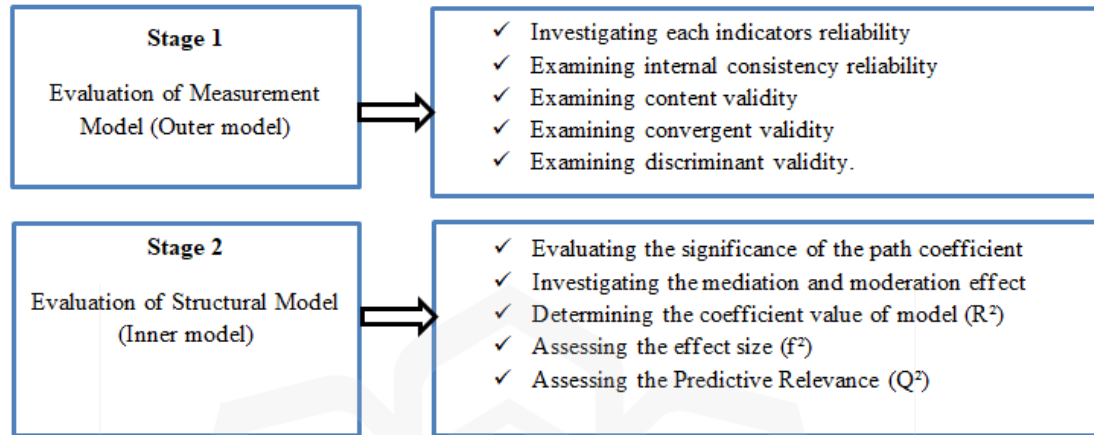 Stage 1
Evaluation of Measurement
Model (Outer model)
✓ Investigating each indicators reliability
✓ Examining internal consistency reliability
✓ Examining content validity
✓ Examining convergent validity
✓ Examining discriminant validity.
Stage 2
Evaluation of Structural Model
(Inner model)
✓ Evaluating the significance of the path coefficient
✓ Investigating the mediation and moderation effect
✓ Determining the coefficient value of model (R²)
✓ Assessing the effect size (f²)
✓ Assessing the Predictive Relevance (Q²)